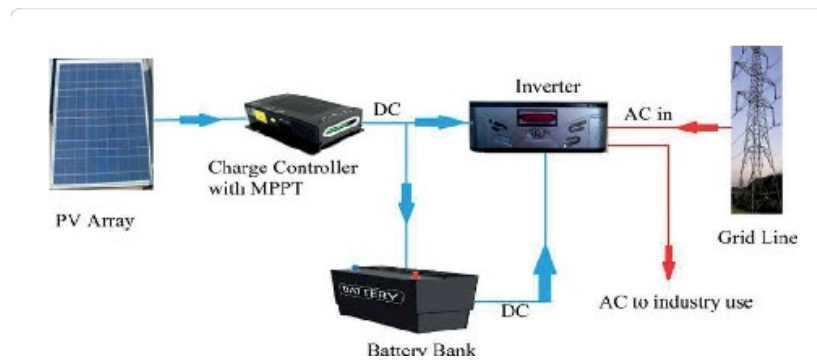 Inverter
DC
AC in
Charge Controller
with MPPT
PV Array
Grid Line
BATTERY
DC
AC to industry use
Battery Bank